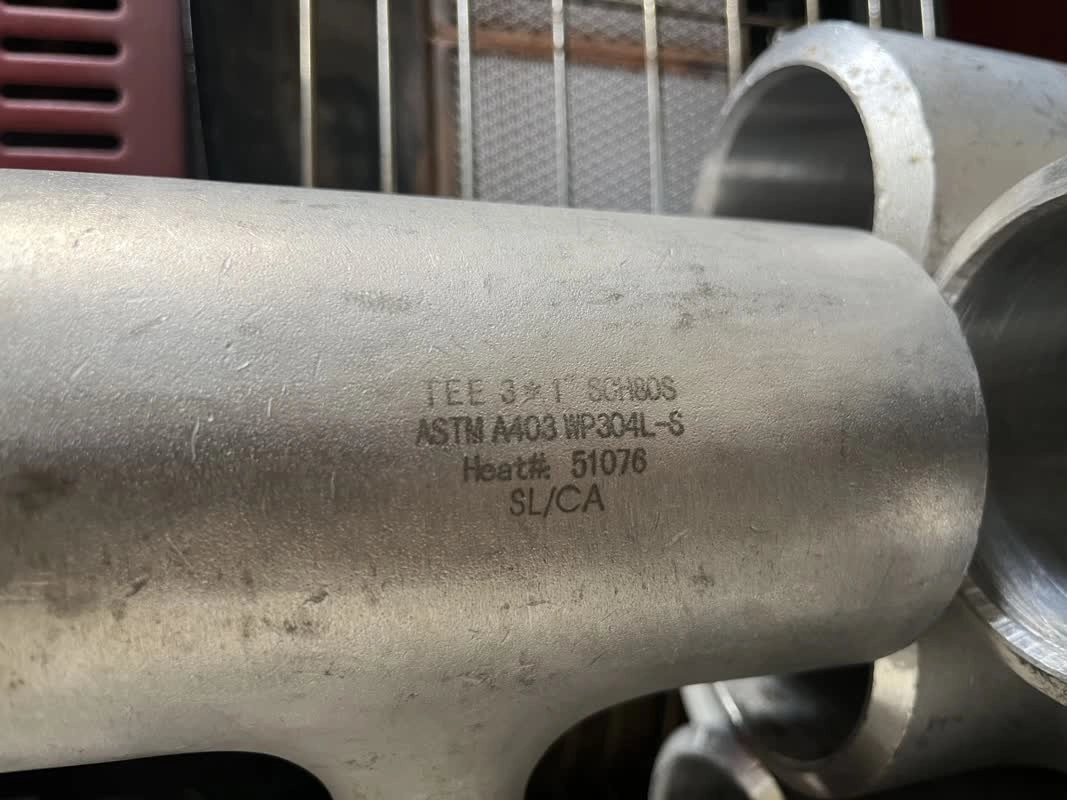 TEE 3*1" SCH80S
ASTM A403 WP304L-S
Heat#: 51076
SL/CA